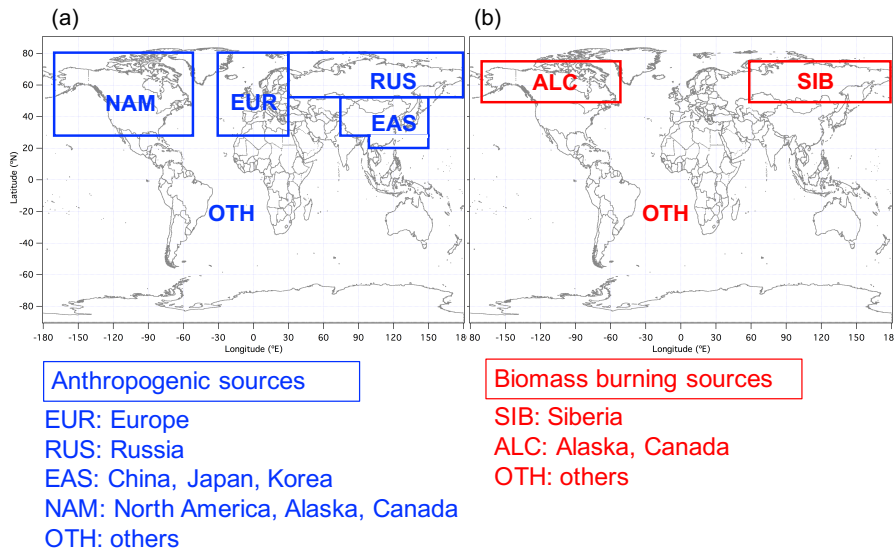 (a)
(b)
80
60
40
20
0
-20
-40
-60
-80
Latitude (°N)
NAM
EUR
RUS
EAS
OTH
-180
-150
-120
-90
-60
-30
0
30
60
90
120
150
180
Longitude (°E)
ALC
SIB
OTH
-150
-120
-90
-60
-30
0
30
60
90
120
150
180
Longitude (°E)
Anthropogenic sources
EUR: Europe
RUS: Russia
EAS: China, Japan, Korea
NAM: North America, Alaska, Canada
OTH: others
Biomass burning sources
SIB: Siberia
ALC: Alaska, Canada
OTH: others